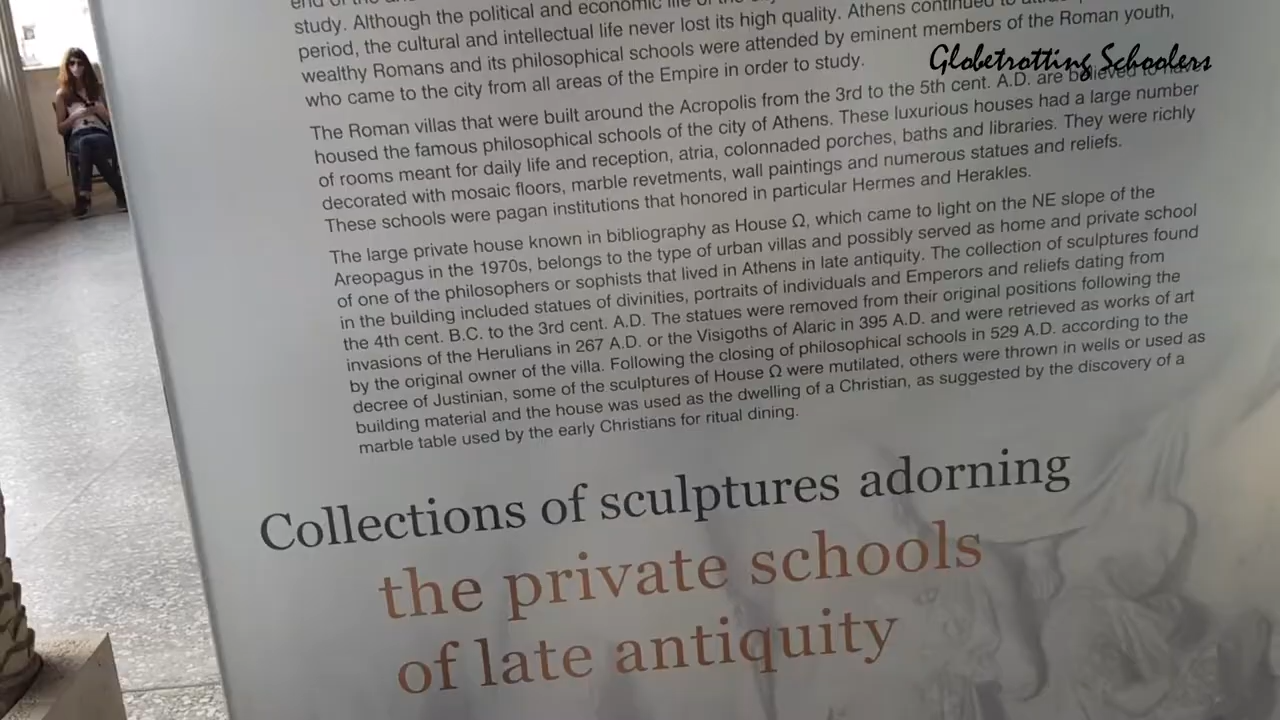 study. Although the political and economic life of the
period, the cultural and intellectual life never lost its high quality. Athens continued to
wealthy Romans and its philosophical schools were attended by eminent members of the Roman youth,
who came to the city from all areas of the Empire in order to study.
Globetrotting Schoolers
The Roman villas that were built around the Acropolis from the 3rd to the 5th cent. A.D. are believed to have
housed the famous philosophical schools of the city of Athens. These luxurious houses had a large number
of rooms meant for daily life and reception, atria, colonnaded porches, baths and libraries. They were richly
decorated with mosaic floors, marble revetments, wall paintings and numerous statues and reliefs.
These schools were pagan institutions that honored in particular Hermes and Herakles.
The large private house known in bibliography as House Ω, which came to light on the NE slope of the
Areopagus in the 1970s, belongs to the type of urban villas and possibly served as home and private school
of one of the philosophers or sophists that lived in Athens in late antiquity. The collection of sculptures found
in the building included statues of divinities, portraits of individuals and Emperors and reliefs dating from
the 4th cent. B.C. to the 3rd cent. A.D. The statues were removed from their original positions following the
invasions of the Herulians in 267 A.D. or the Visigoths of Alaric in 395 A.D. and were retrieved as works of art
by the original owner of the villa. Following the closing of philosophical schools in 529 A.D. according to the
decree of Justinian, some of the sculptures of House Ω were mutilated, others were thrown in wells or used as
building material and the house was used as the dwelling of a Christian, as suggested by the discovery of a
marble table used by the early Christians for ritual dining.
Collections of sculptures adorning
the private schools
of late antiquity